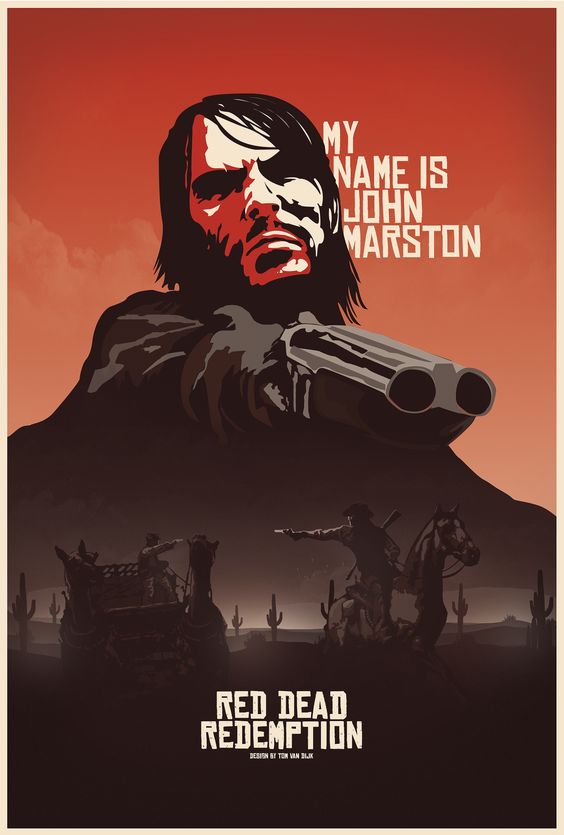 MY
NAME IS
JOHN
MARSTON
RED DEAD
REDEMPTION
DESIGN BY TOM VAN DIJK